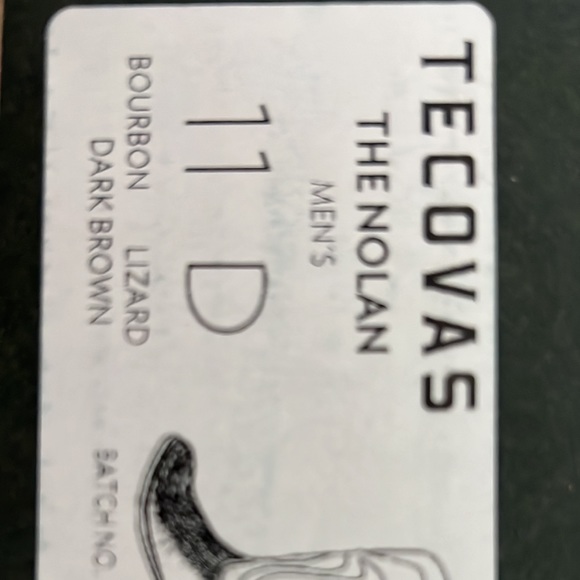 TECOVAS
THE NOLAN
MEN'S
11 D
BOURBON LIZARD
DARK BROWN
BATCH NO